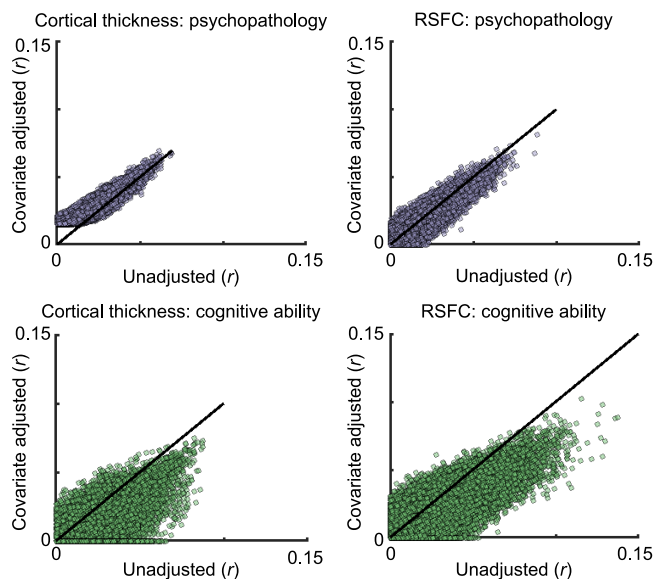 Cortical thickness: psychopathology
RSFC: psychopathology
0.15
Covariate adjusted (r)
0
0
Unadjusted (r)
0.15
0.15
Covariate adjusted (r)
0
0
Unadjusted (r)
0.15
Cortical thickness: cognitive ability
RSFC: cognitive ability
0.15
Covariate adjusted (r)
0
0
Unadjusted (r)
0.15
0.15
Covariate adjusted (r)
0
0
Unadjusted (r)
0.15